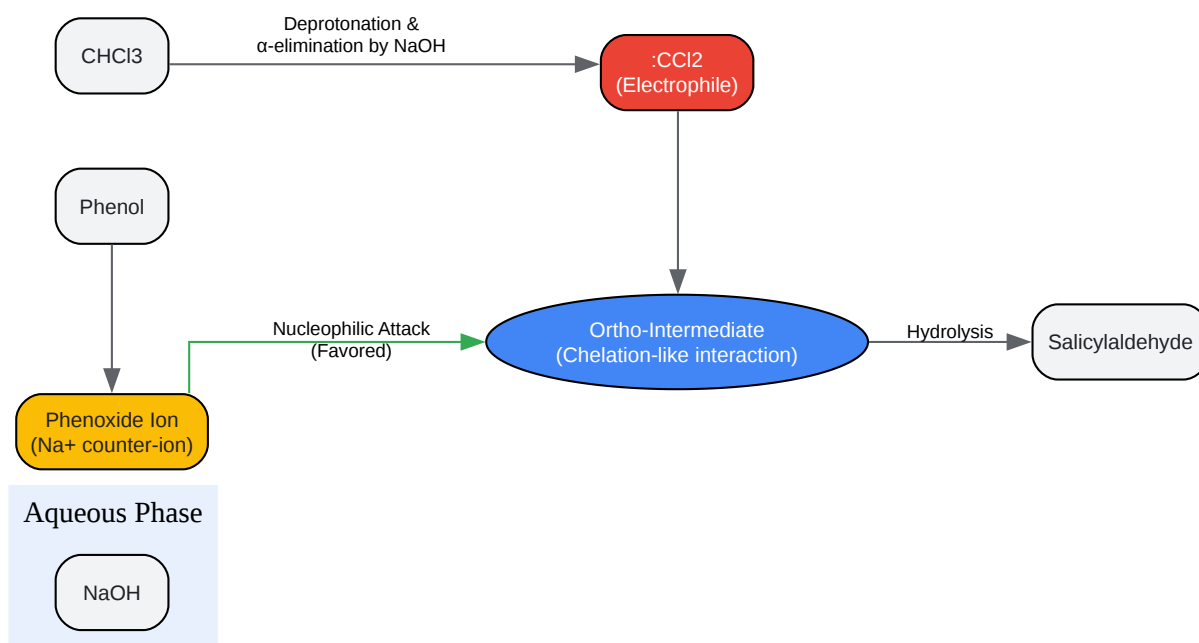 CHCl3
Deprotonation &
α-elimination by NaOH
:CCl2
(Electrophile)
Phenol
Nucleophilic Attack
(Favored)
Ortho-Intermediate
(Chelation-like interaction)
Hydrolysis
Salicylaldehyde
Phenoxide Ion
(Na+ counter-ion)
Aqueous Phase
NaOH